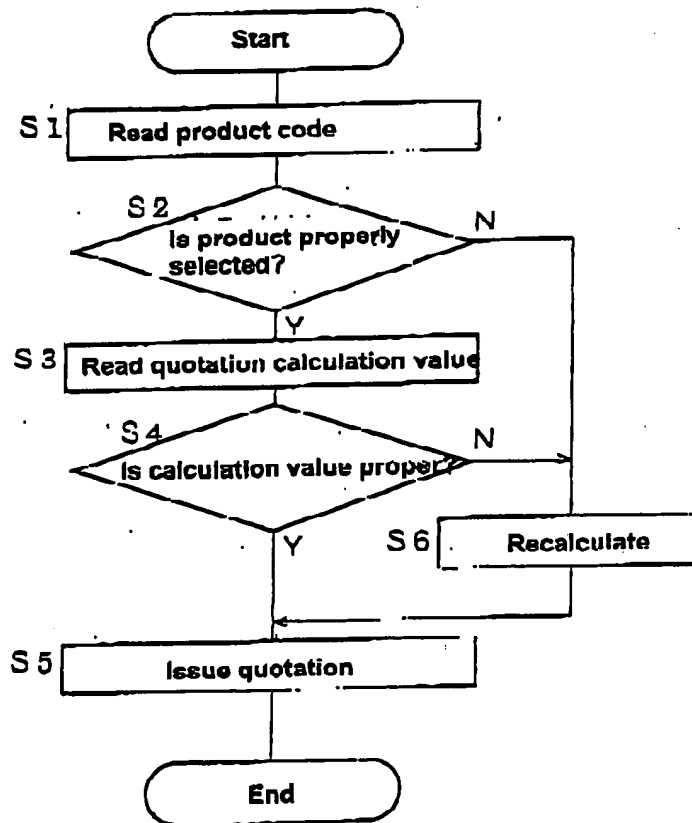 Start
S1
Read product code
S2
Is product properly
selected?
N
Y
S3
Read quotation calculation value
S4
Is calculation value proper?
N
Y
S6
Recalculate
S5
Issue quotation
End